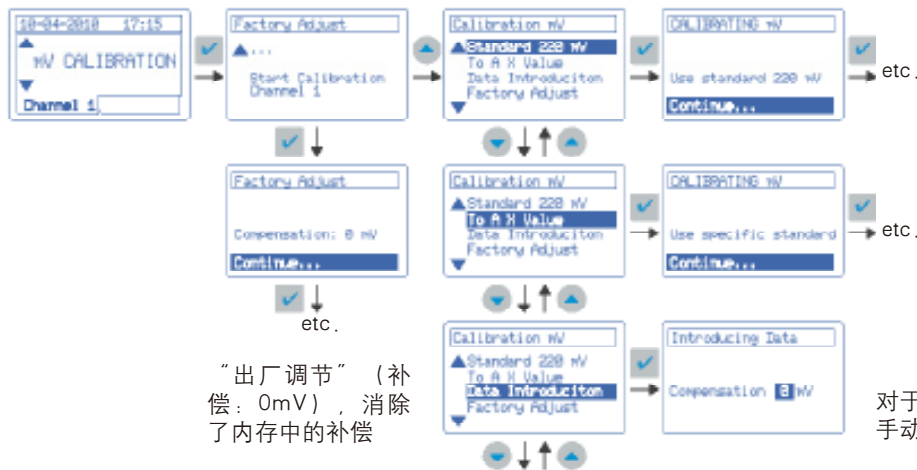 10-04-2010 17:15
mV CALIBRATION
Channel 1
Factory Adjust
...
Start Calibration
Channel 1
Calibration mV
Standard 220 mV
To A X Value
Data Introduciton
Factory Adjust
CALIBRATING mV
Use standard 220 mV
Continue...
etc.
Factory Adjust
Compensation: 0 mV
Continue...
etc.
Calibration mV
Standard 220 mV
To A X Value
Data Introduciton
Factory Adjust
CALIBRATING mV
Use specific standard
Continue...
etc.
“出厂调节”（补
偿：0mV），消除
了内存中的补偿
Calibration mV
Standard 220 mV
To A X Value
Data Introduciton
Factory Adjust
Introducing Data
Compensation 0 mV
对于
手动